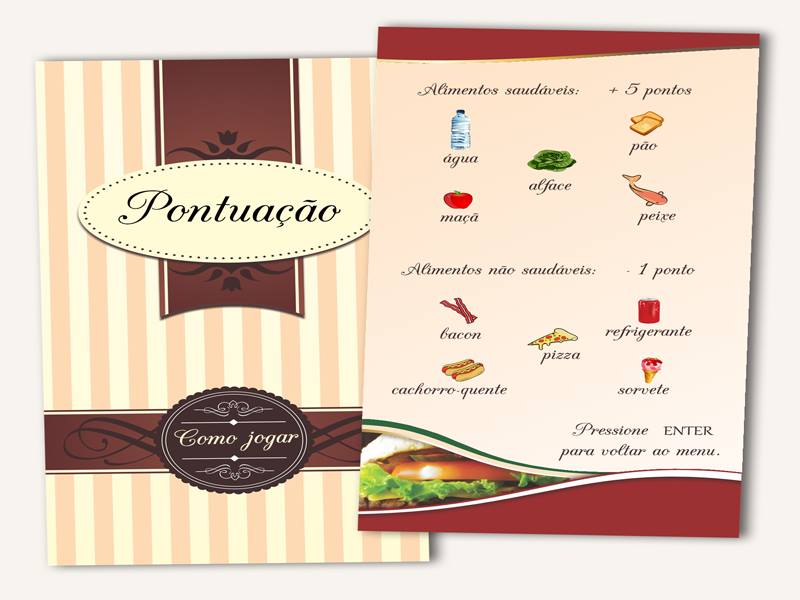 Pontuação
Como jogar
Alimentos saudáveis: + 5 pontos
água
pão
alface
maçã
peixe
Alimentos não saudáveis: - 1 ponto
bacon
refrigerante
pizza
cachorro-quente
sorvete
Pressione ENTER
para voltar ao menu.